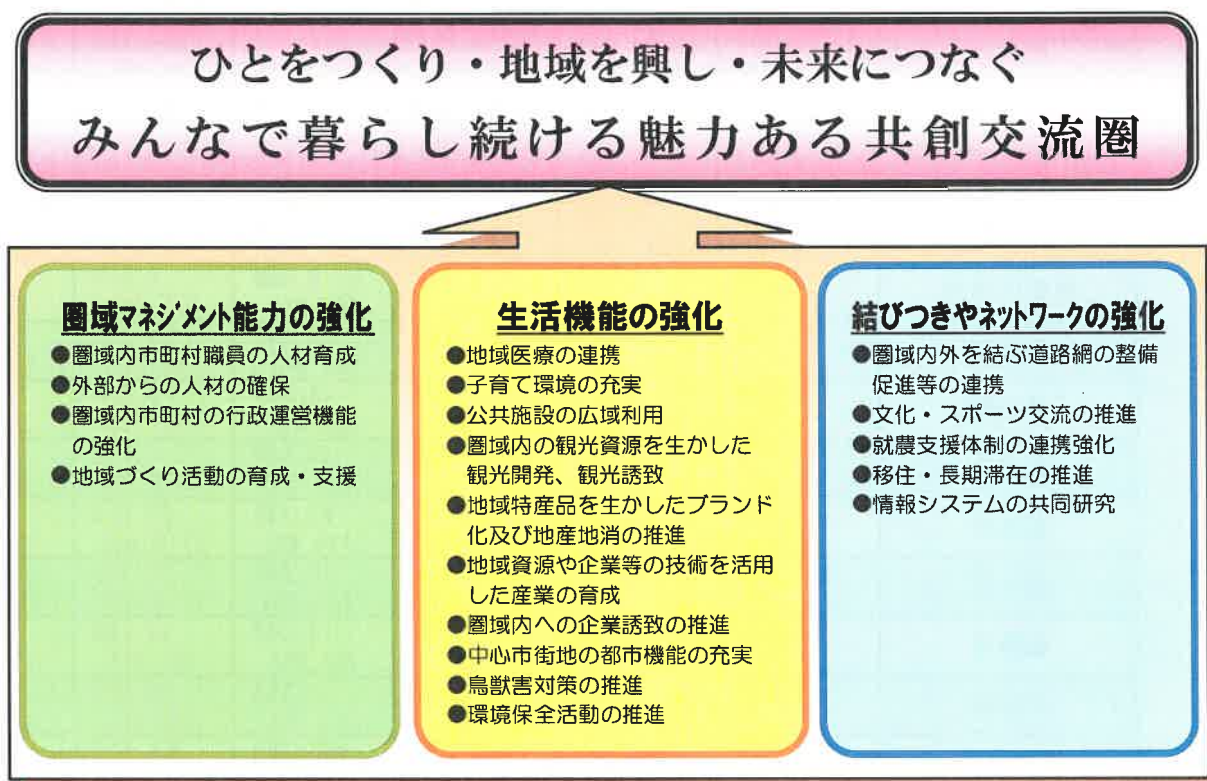 ひとをつくり・地域を興し・未来につなぐ
みんなで暮らし続ける魅力ある共創交流圏
圏域マネジメント能力の強化
●圏域内市町村職員の人材育成
●外部からの人材の確保
●圏域内市町村の行政運営機能
の強化
●地域づくり活動の育成・支援
生活機能の強化
●地域医療の連携
●子育て環境の充実
●公共施設の広域利用
●圏域内の観光資源を生かした
観光開発、観光誘致
●地域特産品を生かしたブランド
化及び地産地消の推進
●地域資源や企業等の技術を活用
した産業の育成
●圏域内への企業誘致の推進
●中心市街地の都市機能の充実
●鳥獣害対策の推進
●環境保全活動の推進
結びつきやネットワークの強化
●圏域内外を結ぶ道路網の整備
促進等の連携
●文化・スポーツ交流の推進
●就農支援体制の連携強化
●移住・長期滞在の推進
●情報システムの共同研究